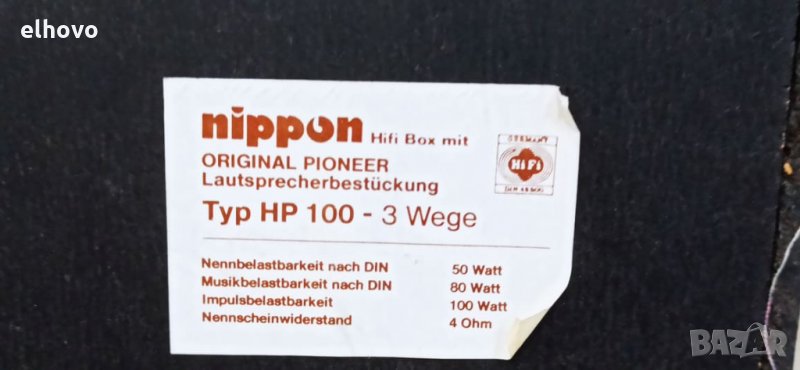 elhovo
nippon Hifi Box mit
ORIGINAL PIONEER
Lautsprecherbestückung
Typ HP 100 - 3 Wege
GERMANY
HiFi
Nennbelastbarkeit nach DIN 50 Watt
Musikbelastbarkeit nach DIN 80 Watt
Impulsbelastbarkeit 100 Watt
Nennscheinwiderstand 4 Ohm
BAZAR